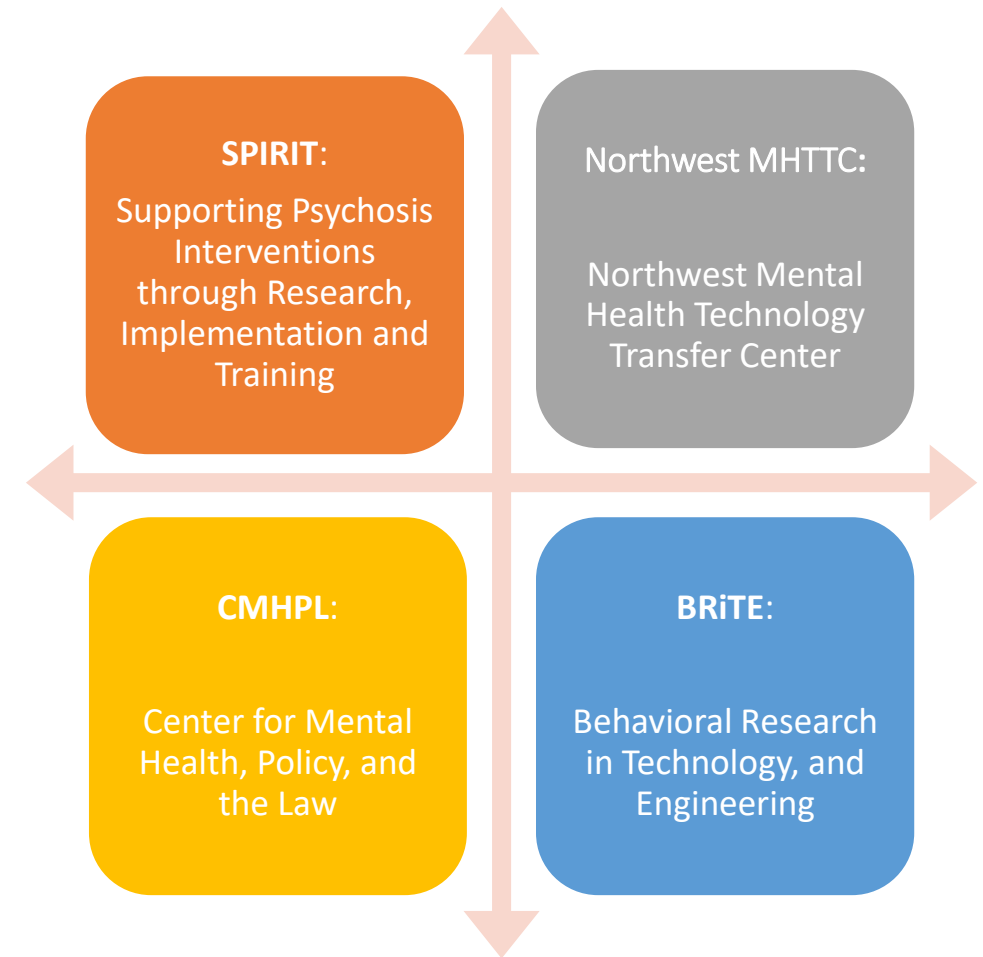 SPIRIT:
Supporting Psychosis
Interventions
through Research,
Implementation and
Training
Northwest MHTTC:
Northwest Mental
Health Technology
Transfer Center
CMHPL:
Center for Mental
Health, Policy, and
the Law
BRiTE:
Behavioral Research
in Technology, and
Engineering